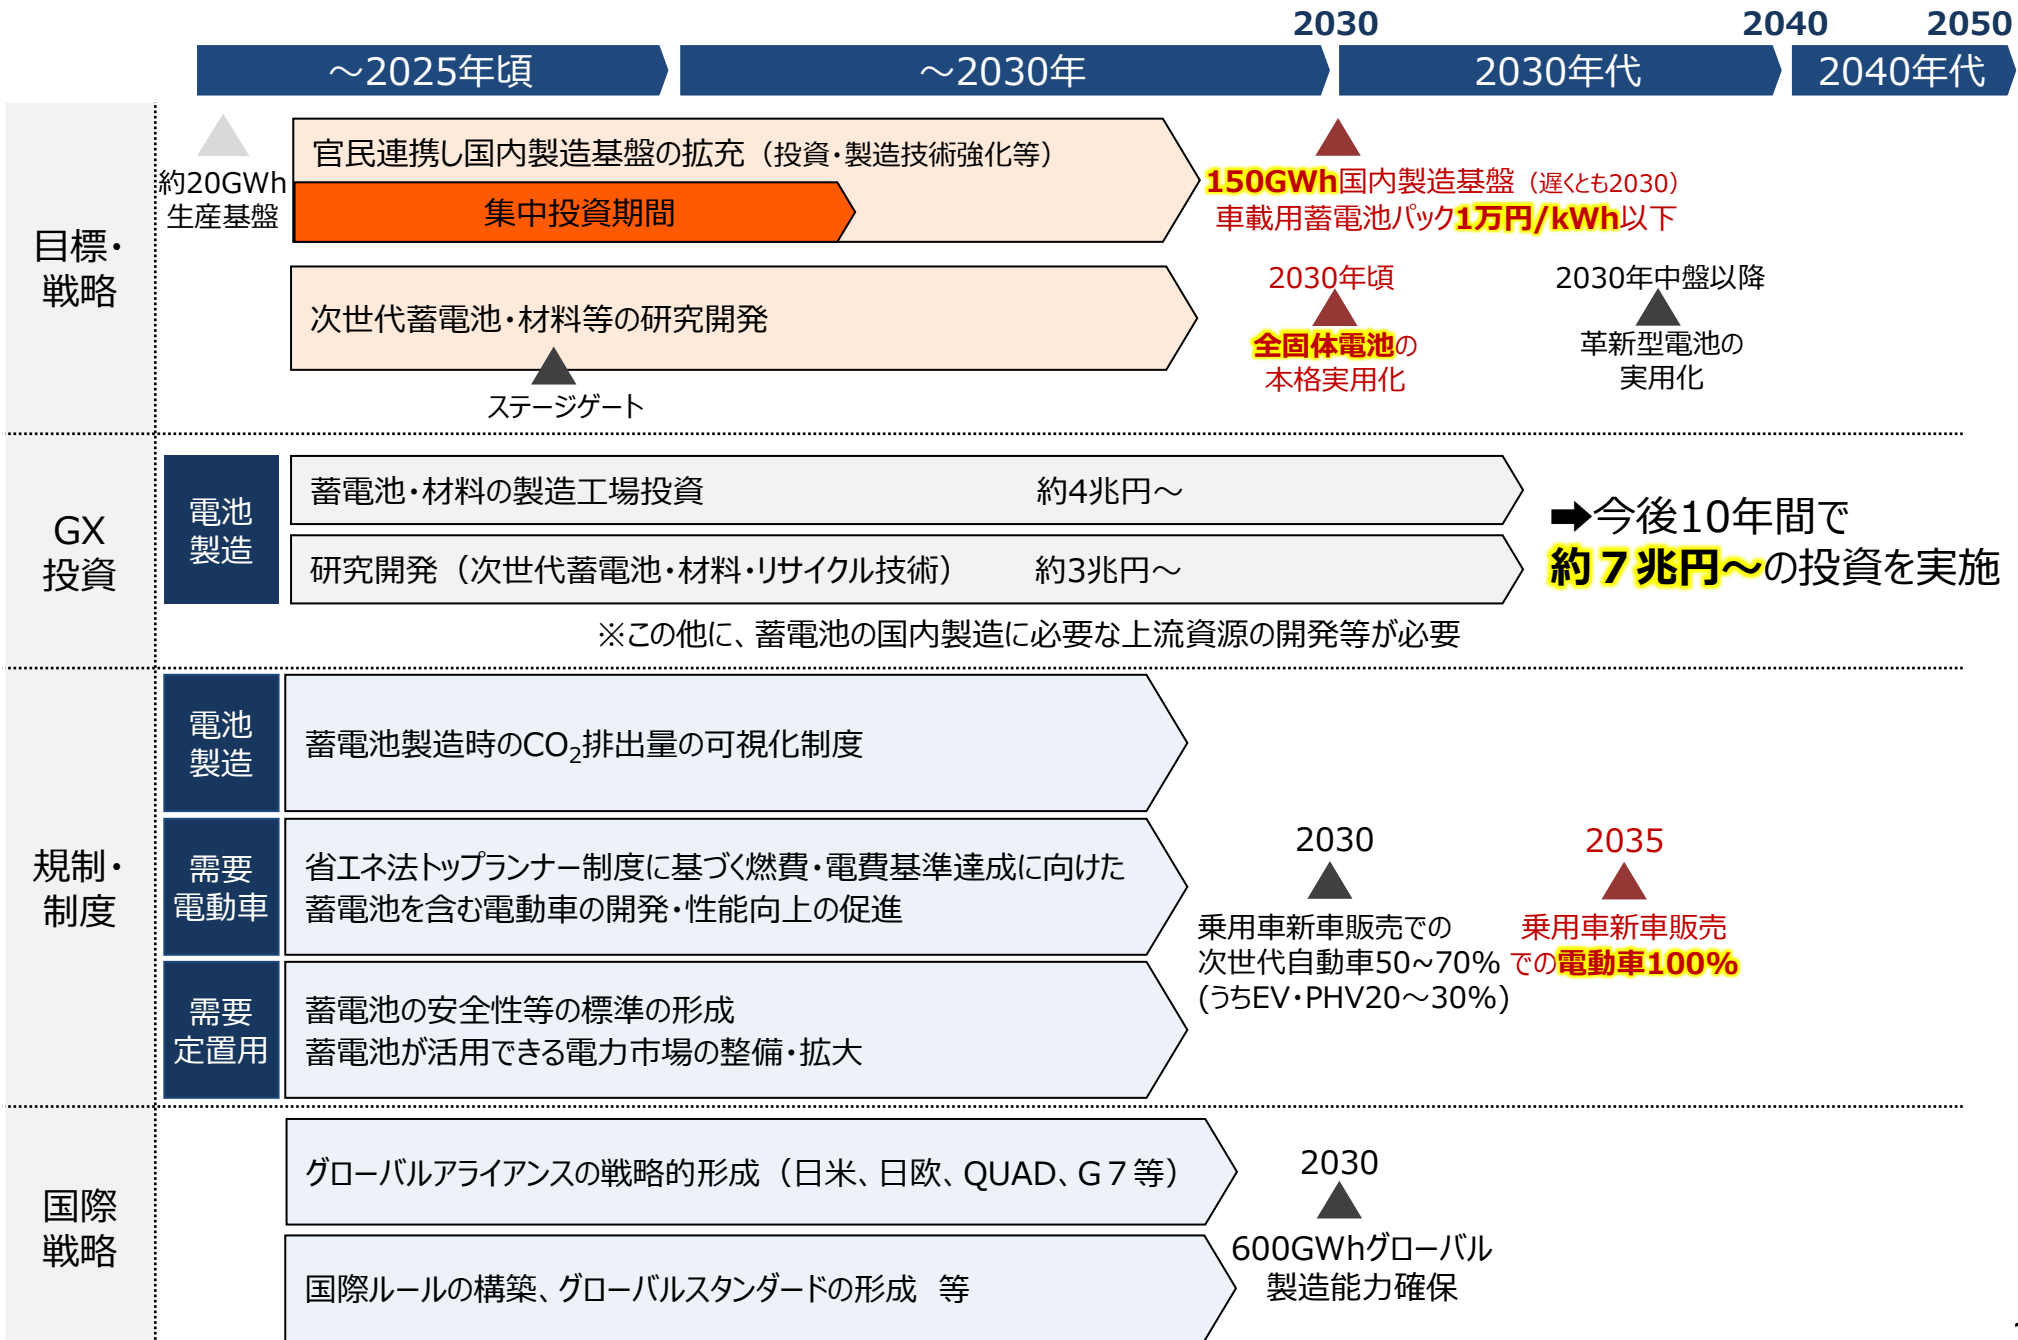 2030
2040
2050
～2025年頃
～2030年
2030年代
2040年代
目標・
戦略
約20GWh
生産基盤
官民連携し国内製造基盤の拡充（投資・製造技術強化等）
集中投資期間
150GWh国内製造基盤（遅くとも2030）
車載用蓄電池パック1万円/kWh以下
次世代蓄電池・材料等の研究開発
ステージゲート
2030年頃
全固体電池の
本格実用化
2030年中盤以降
革新型電池の
実用化
GX
投資
電池
製造
蓄電池・材料の製造工場投資 約4兆円～
研究開発（次世代蓄電池・材料・リサイクル技術） 約3兆円～
➡今後10年間で
約７兆円～の投資を実施
※この他に、蓄電池の国内製造に必要な上流資源の開発等が必要
規制・
制度
電池
製造
蓄電池製造時のCO₂排出量の可視化制度
需要
電動車
省エネ法トップランナー制度に基づく燃費・電費基準達成に向けた
蓄電池を含む電動車の開発・性能向上の促進
需要
定置用
蓄電池の安全性等の標準の形成
蓄電池が活用できる電力市場の整備・拡大
2030
乗用車新車販売での
次世代自動車50~70%
(うちEV・PHV20～30%)
2035
乗用車新車販売
での電動車100%
国際
戦略
グローバルアライアンスの戦略的形成（日米、日欧、QUAD、G７等）
国際ルールの構築、グローバルスタンダードの形成　等
2030
600GWhグローバル
製造能力確保